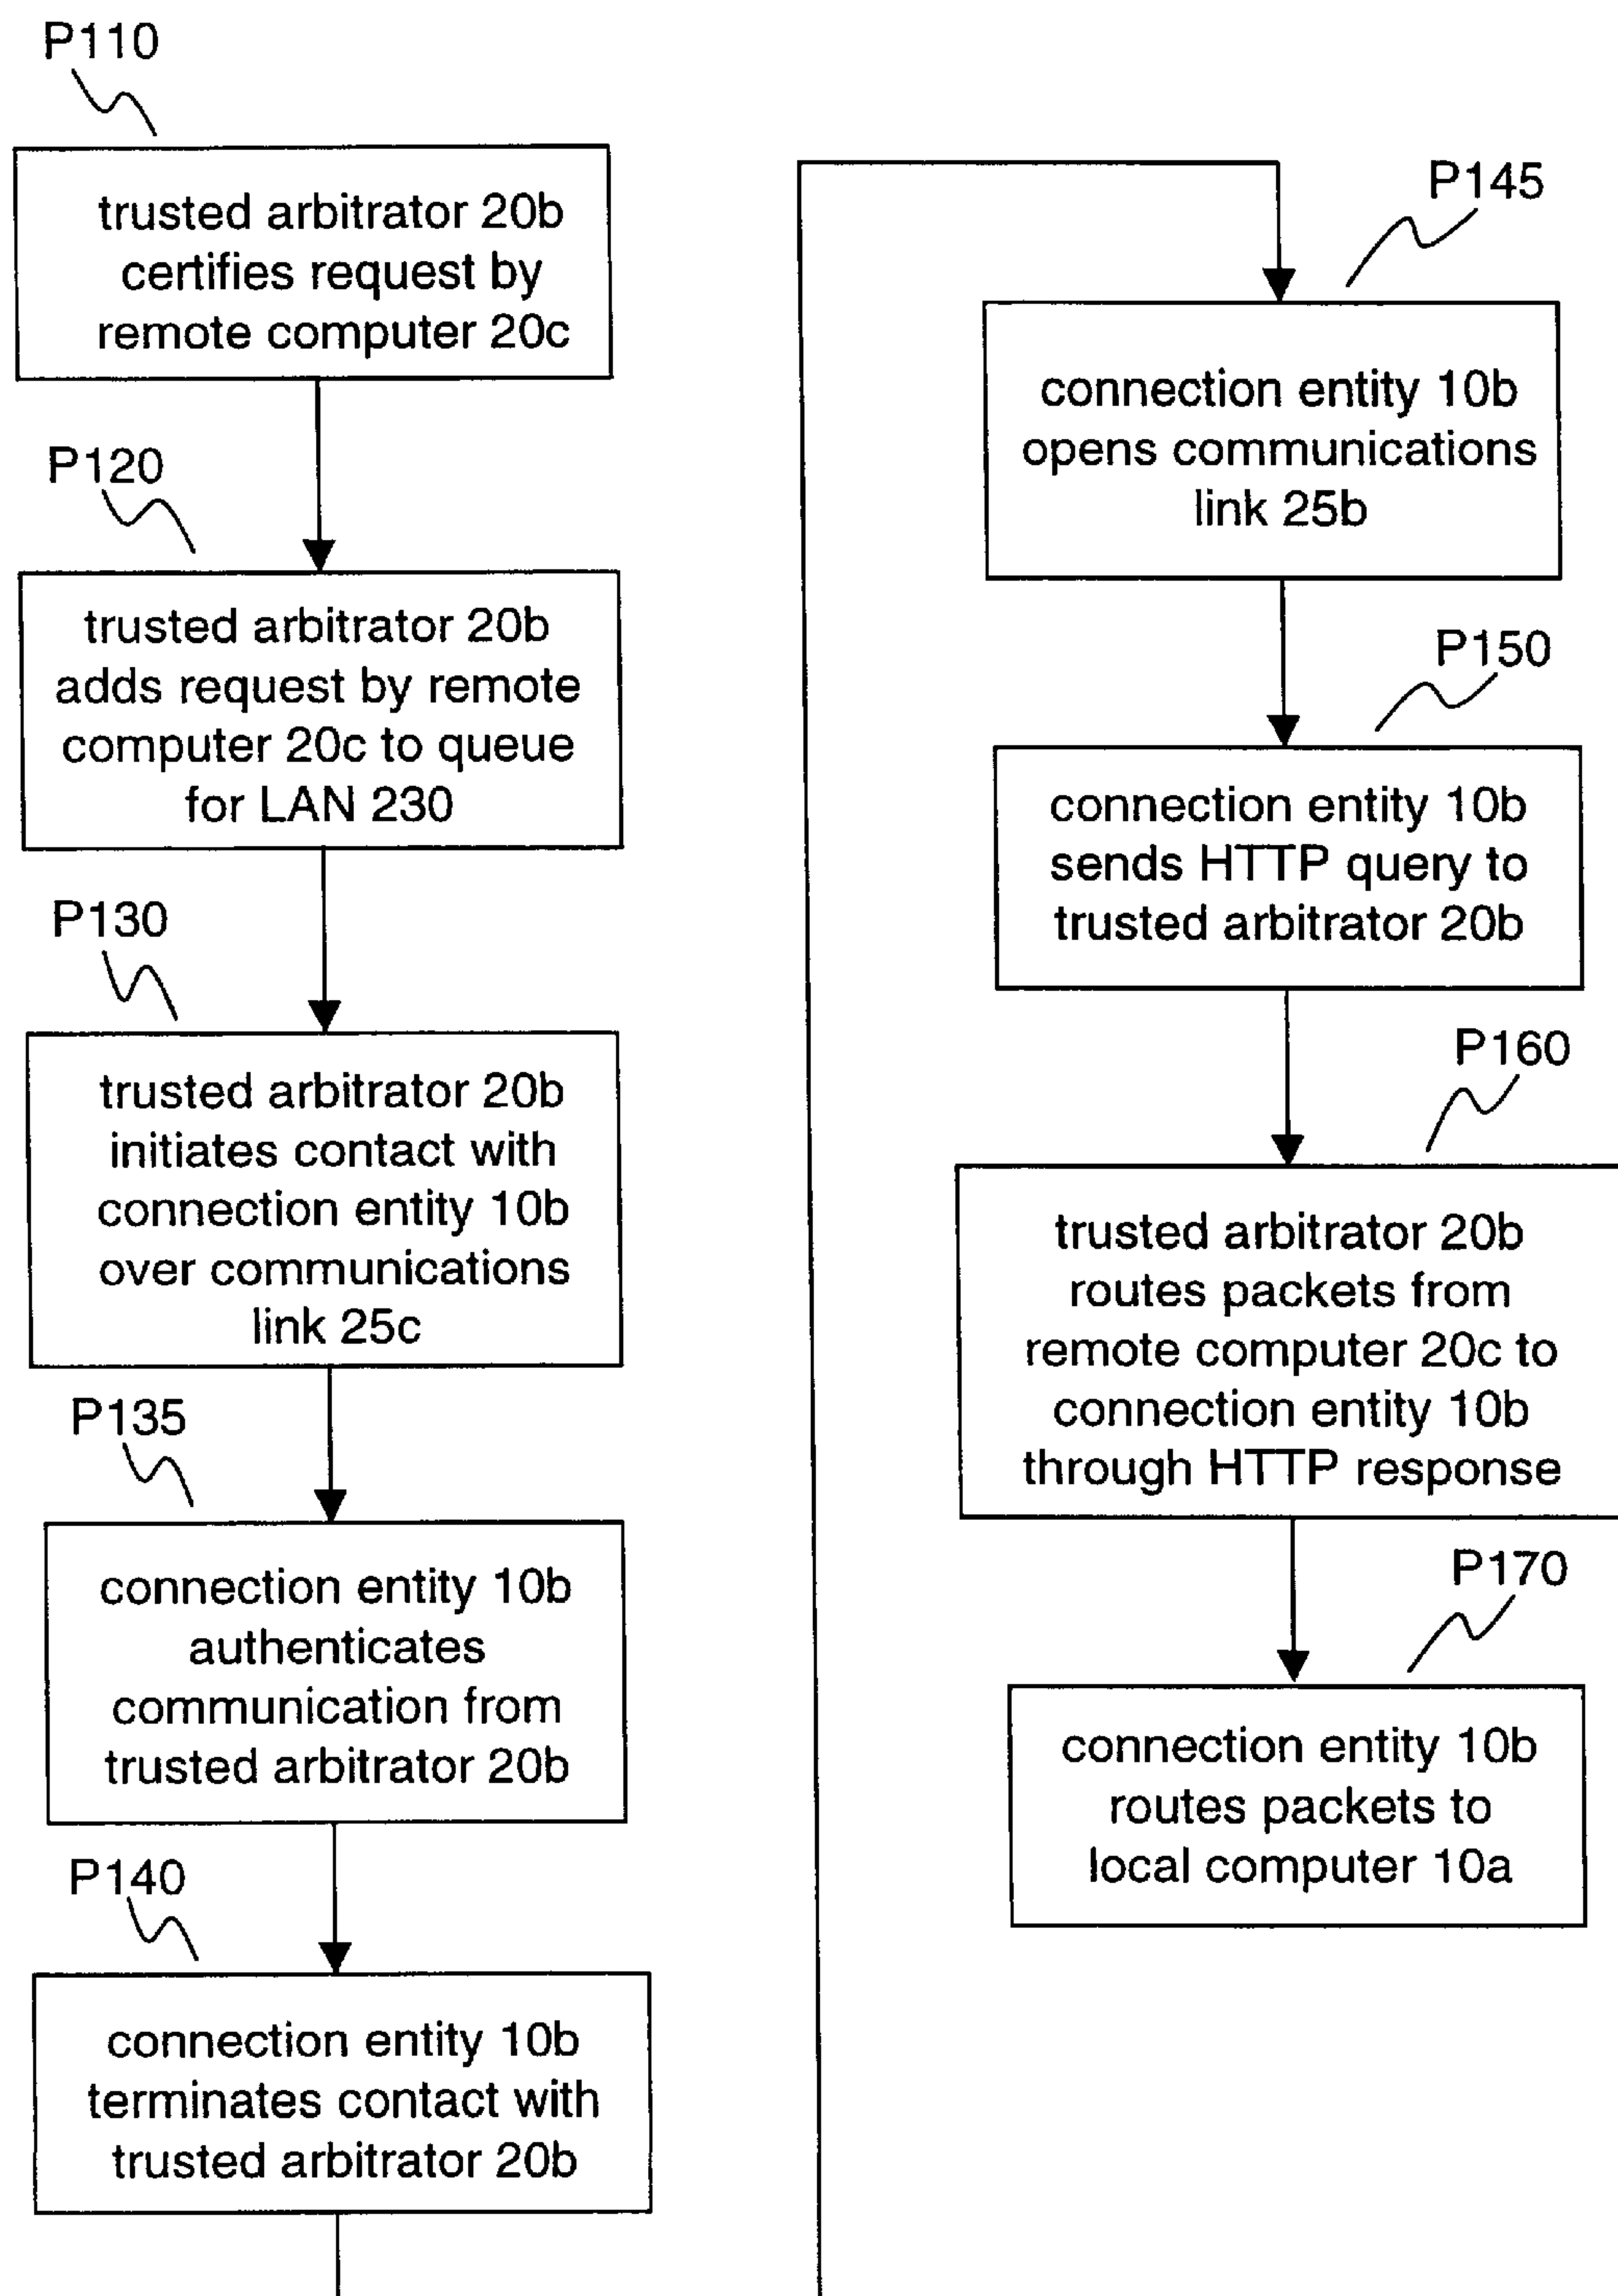 P110
trusted arbitrator 20b
certifies request by
remote computer 20c
P120
trusted arbitrator 20b
adds request by remote
computer 20c to queue
for LAN 230
P130
trusted arbitrator 20b
initiates contact with
connection entity 10b
over communications
link 25c
P135
connection entity 10b
authenticates
communication from
trusted arbitrator 20b
P140
connection entity 10b
terminates contact with
trusted arbitrator 20b
P145
connection entity 10b
opens communications
link 25b
P150
connection entity 10b
sends HTTP query to
trusted arbitrator 20b
P160
trusted arbitrator 20b
routes packets from
remote computer 20c to
connection entity 10b
through HTTP response
P170
connection entity 10b
routes packets to
local computer 10a